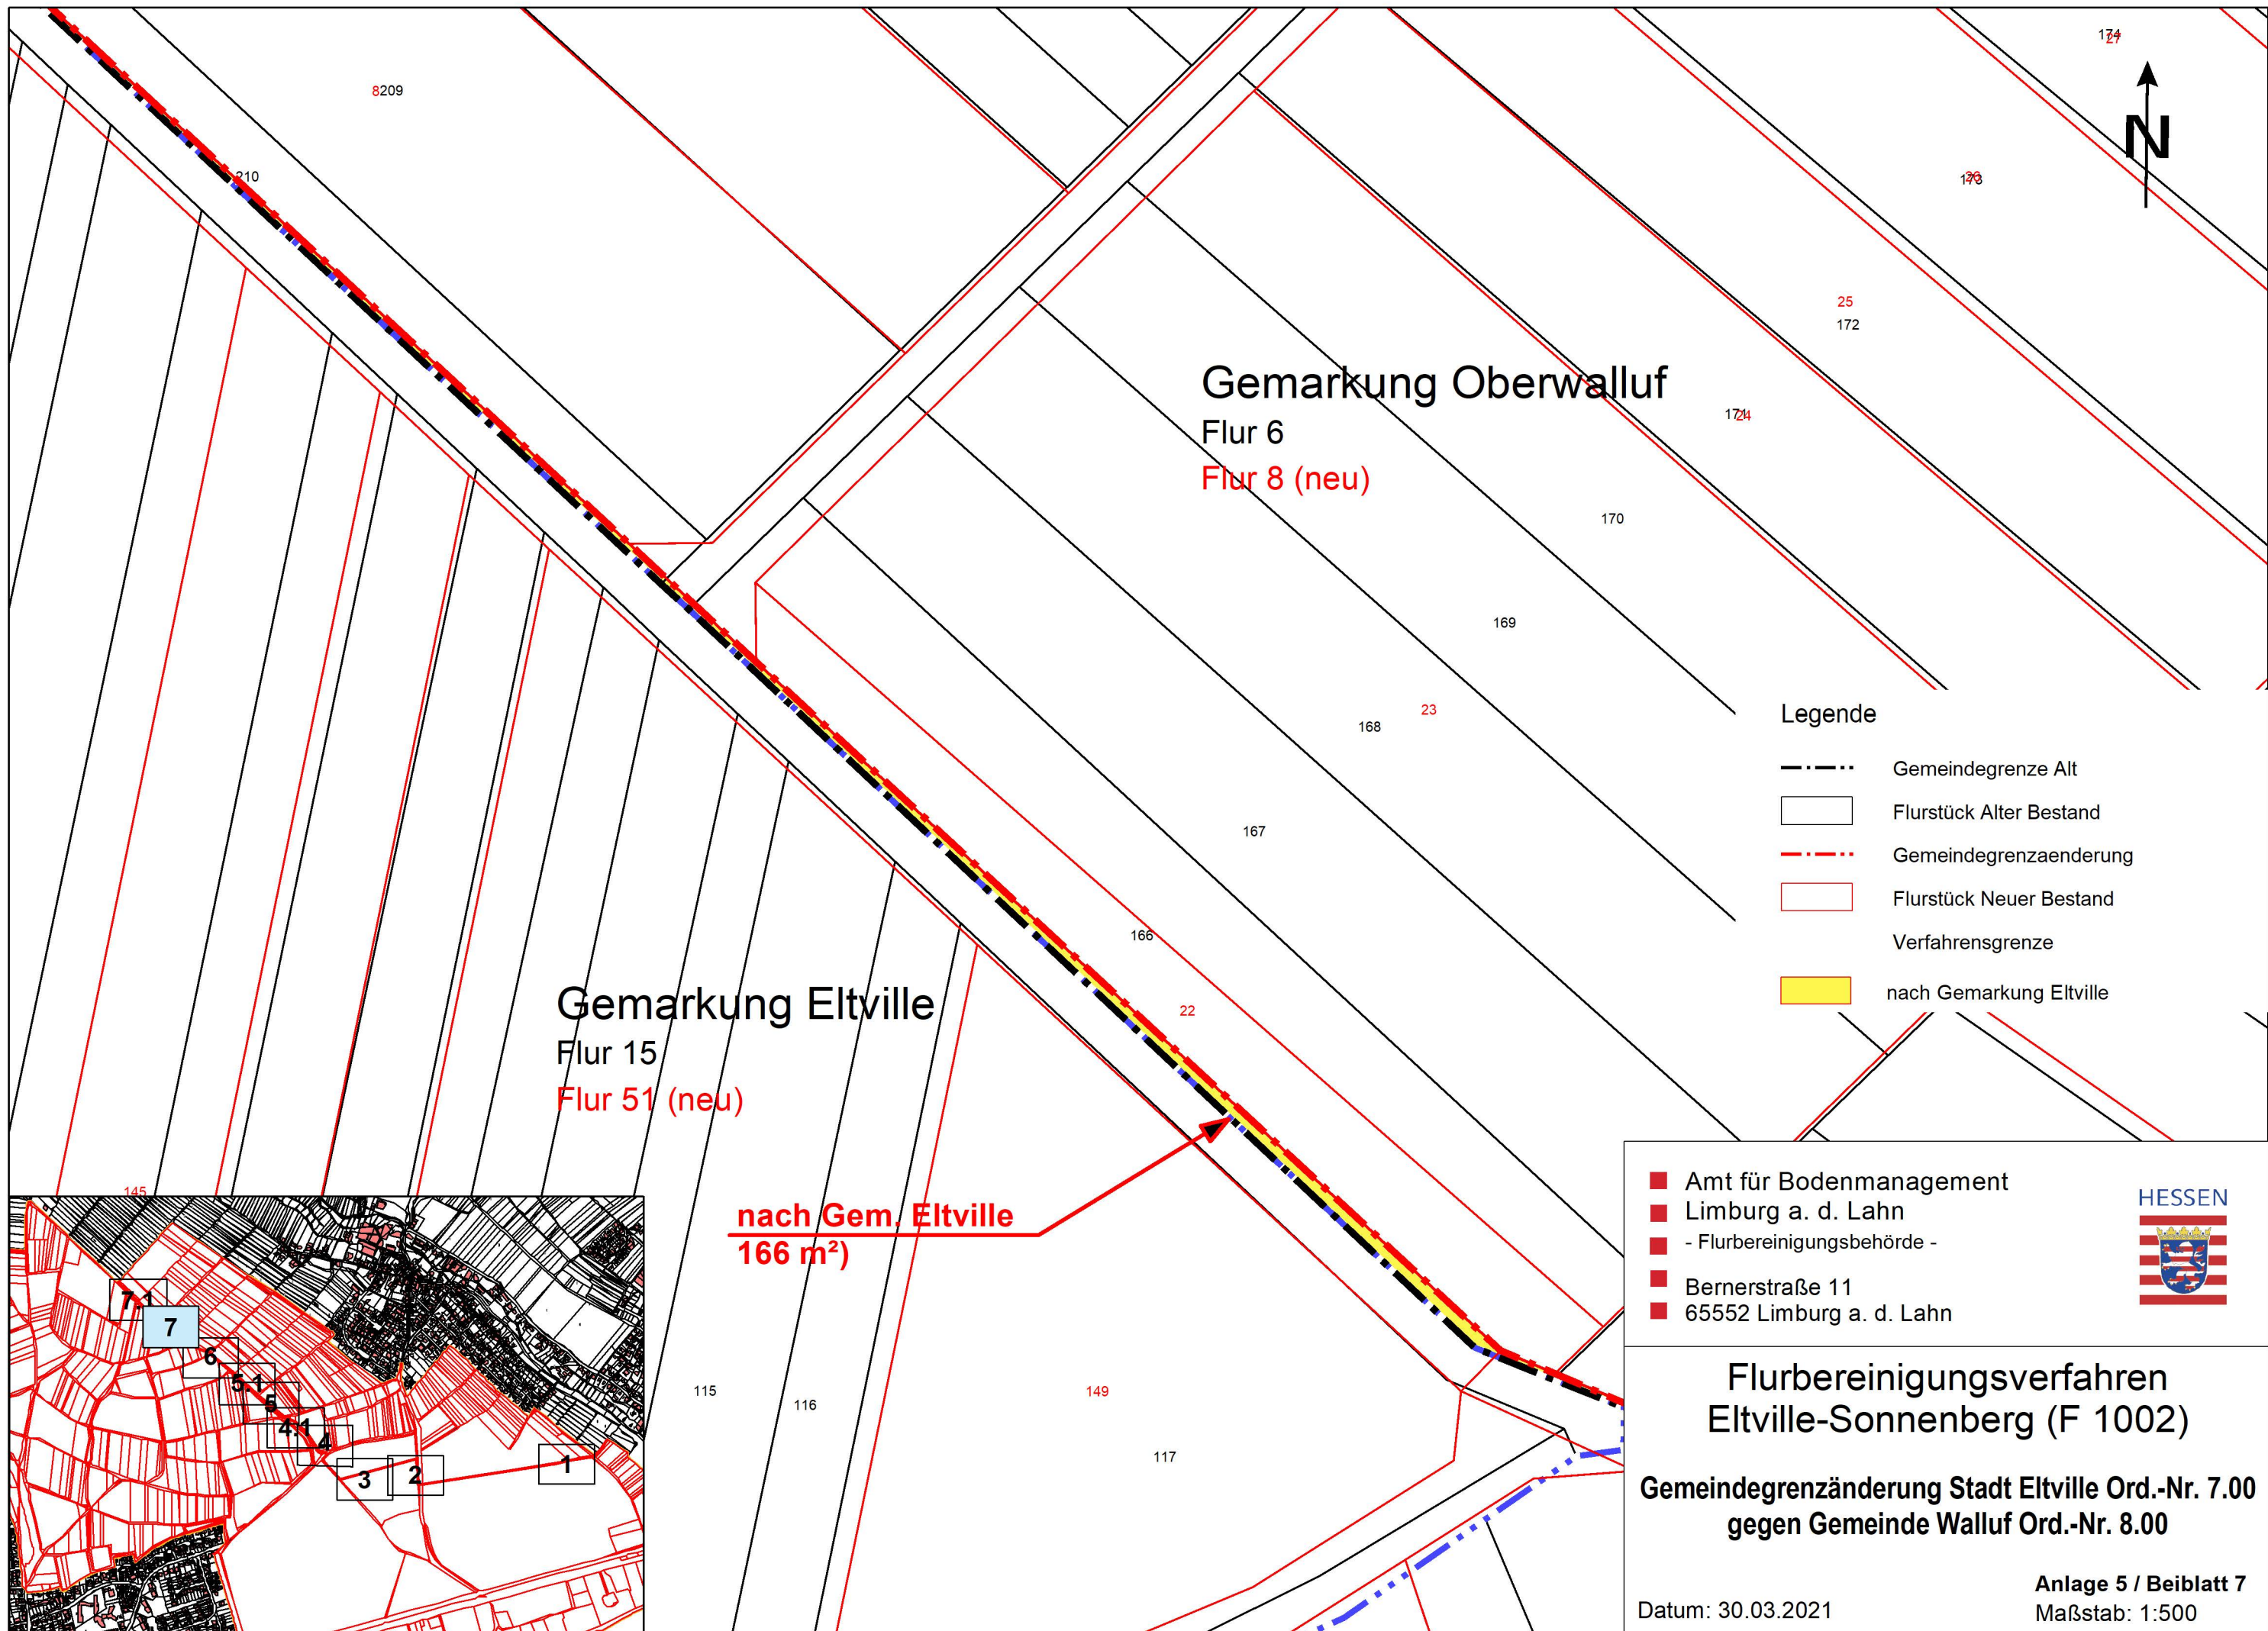 174
27
8209
N
210
26
173
25
172
Gemarkung Oberwalluf
Flur 6
Flur 8 (neu)
171
24
170
169
168
23
167
166
22
Legende
Gemeindegrenze Alt
Flurstück Alter Bestand
Gemeindegrenzaenderung
Flurstück Neuer Bestand
Verfahrensgrenze
nach Gemarkung Eltville
Gemarkung Eltville
Flur 15
Flur 51 (neu)
145
nach Gem. Eltville
166 m²)
115
116
149
117
7.1
7
6
5.1
5
4.1
4
3
2
1
Amt für Bodenmanagement
Limburg a. d. Lahn
- Flurbereinigungsbehörde -
Bernerstraße 11
65552 Limburg a. d. Lahn
HESSEN
Flurbereinigungsverfahren
Eltville-Sonnenberg (F 1002)
Gemeindegrenzänderung Stadt Eltville Ord.-Nr. 7.00
gegen Gemeinde Walluf Ord.-Nr. 8.00
Anlage 5 / Beiblatt 7
Datum: 30.03.2021
Maßstab: 1:500